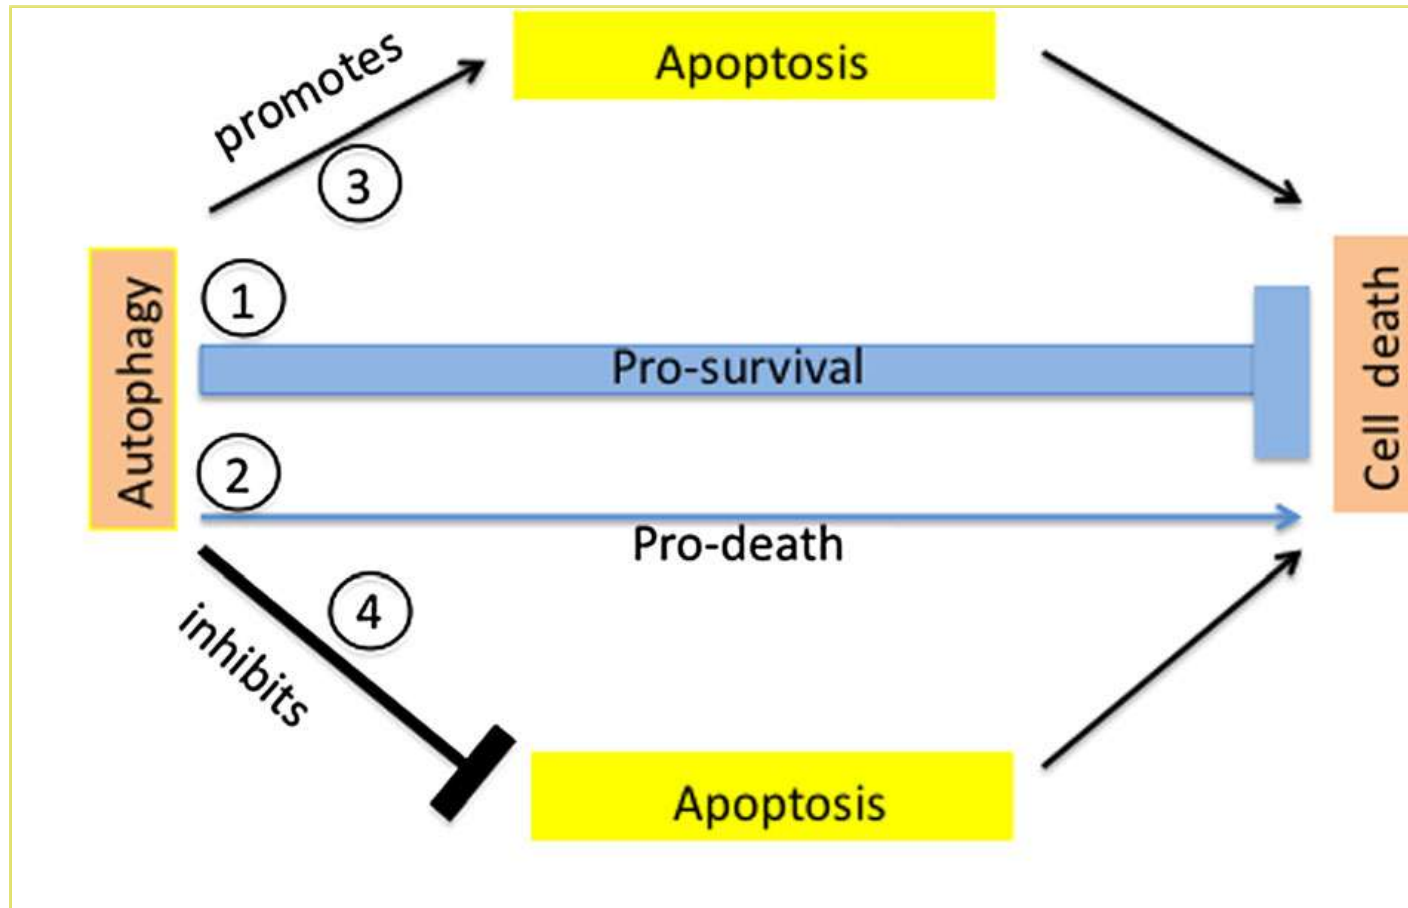 promotes
Apoptosis
3
Autophagy
1
Pro-survival
Cell death
2
Pro-death
4
inhibits
Apoptosis